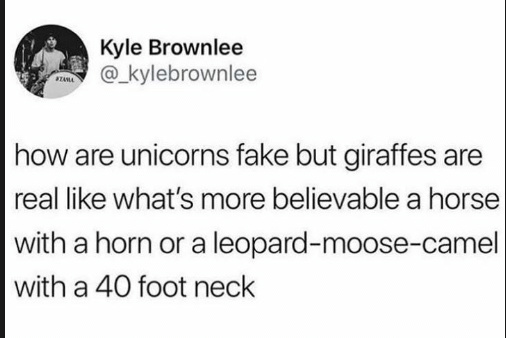 Kyle Brownlee
@_kylebrownlee
how are unicorns fake but giraffes are
real like what's more believable a horse
with a horn or a leopard-moose-camel
with a 40 foot neck